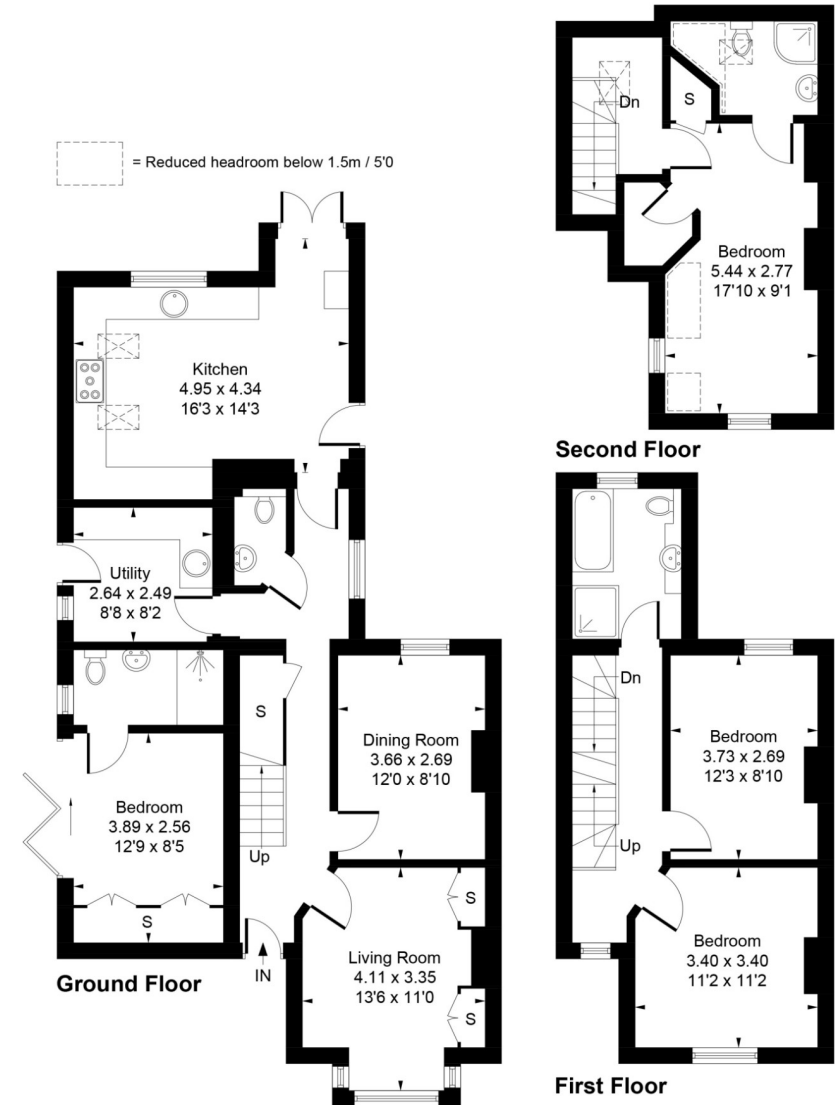 = Reduced headroom below 1.5m / 5'0
Kitchen
4.95 x 4.34
16'3 x 14'3
Utility
2.64 x 2.49
8'8 x 8'2
S
Dining Room
3.66 x 2.69
12'0 x 8'10
Bedroom
3.89 x 2.56
12'9 x 8'5
Up
S
S
Living Room
4.11 x 3.35
13'6 x 11'0
S
IN
Ground Floor
Dn
S
Bedroom
5.44 x 2.77
17'10 x 9'1
Second Floor
Dn
Bedroom
3.73 x 2.69
12'3 x 8'10
Up
Bedroom
3.40 x 3.40
11'2 x 11'2
First Floor